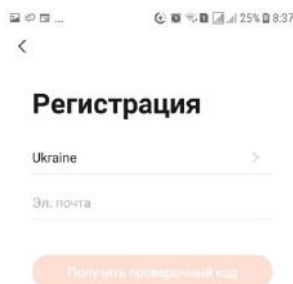 ... 25% 8:37
Регистрация
Ukraine
Эл. почта
Получить проверочный код